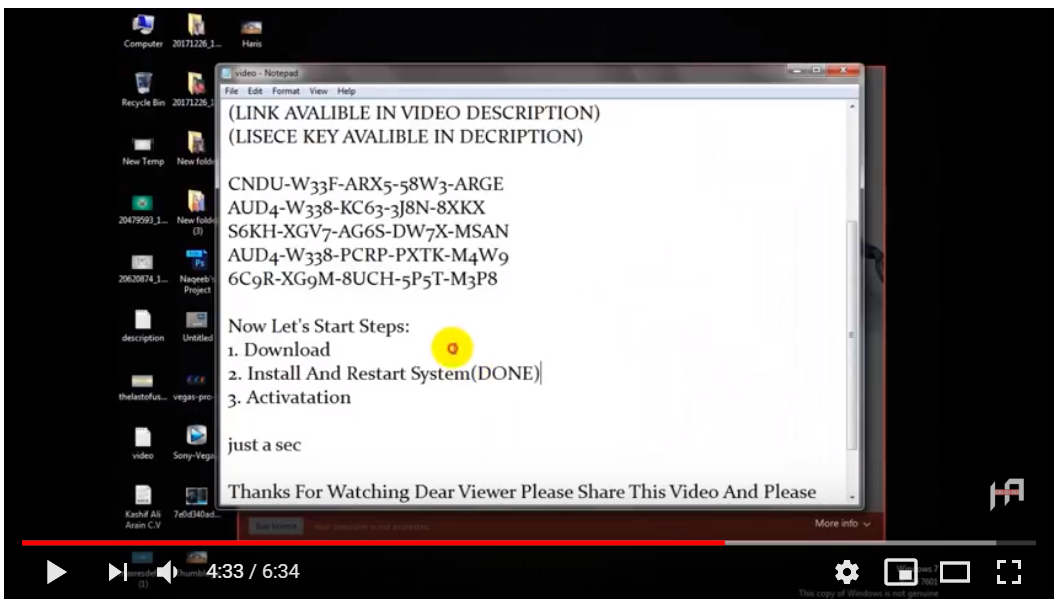 Computer
20171226_1...
Haris
Recycle Bin
20171226_1
New Temp
New folde
20479593_1...
New folde
(3)
20620874_1...
Naqeeb's
Project
description
Untitled
thelastofus...
vegas-pro-
video
Sony-Vega
Kashif Ali
Arain C.V
7e0d340ad...
video - Notepad
File Edit Format View Help
(LINK AVALIBLE IN VIDEO DESCRIPTION)
(LISECE KEY AVALIBLE IN DECRIPTION)
CNDU-W33F-ARX5-58W3-ARGE
AUD4-W338-KC63-3J8N-8XKX
S6KH-XGV7-AG6S-DW7X-MSAN
AUD4-W338-PCRP-PXTK-M4W9
6C9R-XG9M-8UCH-5P5T-M3P8
Now Let's Start Steps:
1. Download
2. Install And Restart System(DONE)
3. Activatation
just a sec
Thanks For Watching Dear Viewer Please Share This Video And Please
Buy license Your computer is not protected.
More info
HA
4:33 / 6:34
7601
This copy of Windows is not genuine